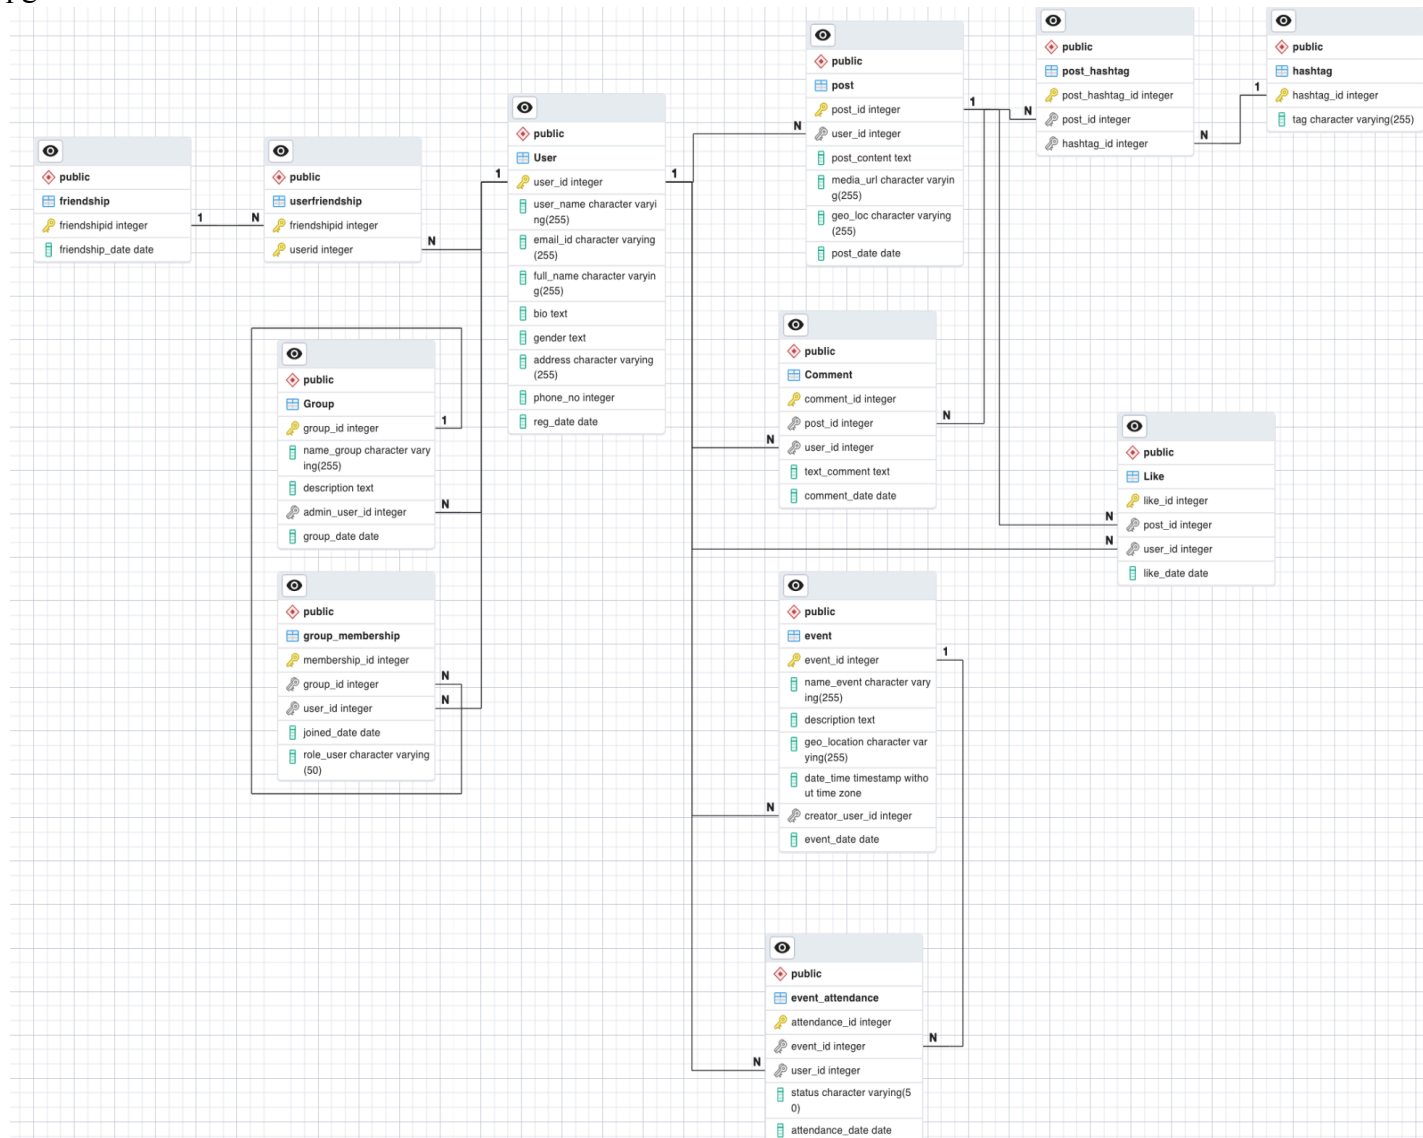 public
friendship
friendshipid integer
friendship_date date
1
N
public
userfriendship
friendshipid integer
userid integer
N
1
public
User
user_id integer
user_name character varyi
ng(255)
email_id character varying
(255)
full_name character varyin
g(255)
bio text
gender text
address character varying
(255)
phone_no integer
reg_date date
1
public
Group
group_id integer
name_group character vary
ing(255)
description text
admin_user_id integer
group_date date
1
N
public
group_membership
membership_id integer
group_id integer
user_id integer
joined_date date
role_user character varying
(50)
N
N
N
public
post
post_id integer
user_id integer
post_content text
media_url character varyin
g(255)
geo_loc character varying
(255)
post_date date
1
N
public
post_hashtag
post_hashtag_id integer
post_id integer
hashtag_id integer
N
1
public
hashtag
hashtag_id integer
tag character varying(255)
public
Comment
comment_id integer
post_id integer
user_id integer
text_comment text
comment_date date
N
N
N
N
public
Like
like_id integer
post_id integer
user_id integer
like_date date
public
event
event_id integer
name_event character vary
ing(255)
description text
geo_location character var
ying(255)
date_time timestamp witho
ut time zone
creator_user_id integer
event_date date
1
N
public
event_attendance
attendance_id integer
event_id integer
user_id integer
status character varying(5
0)
attendance_date date
N
N